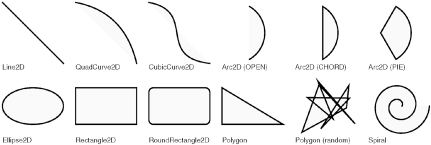 Line2D QuadCurve2D CubicCurve2D Arc2D (OPEN) Arc2D (CHORD) Arc2D (PIE)
Ellipse2D Rectangle2D RoundRectangle2D Polygon Polygon (random) Spiral